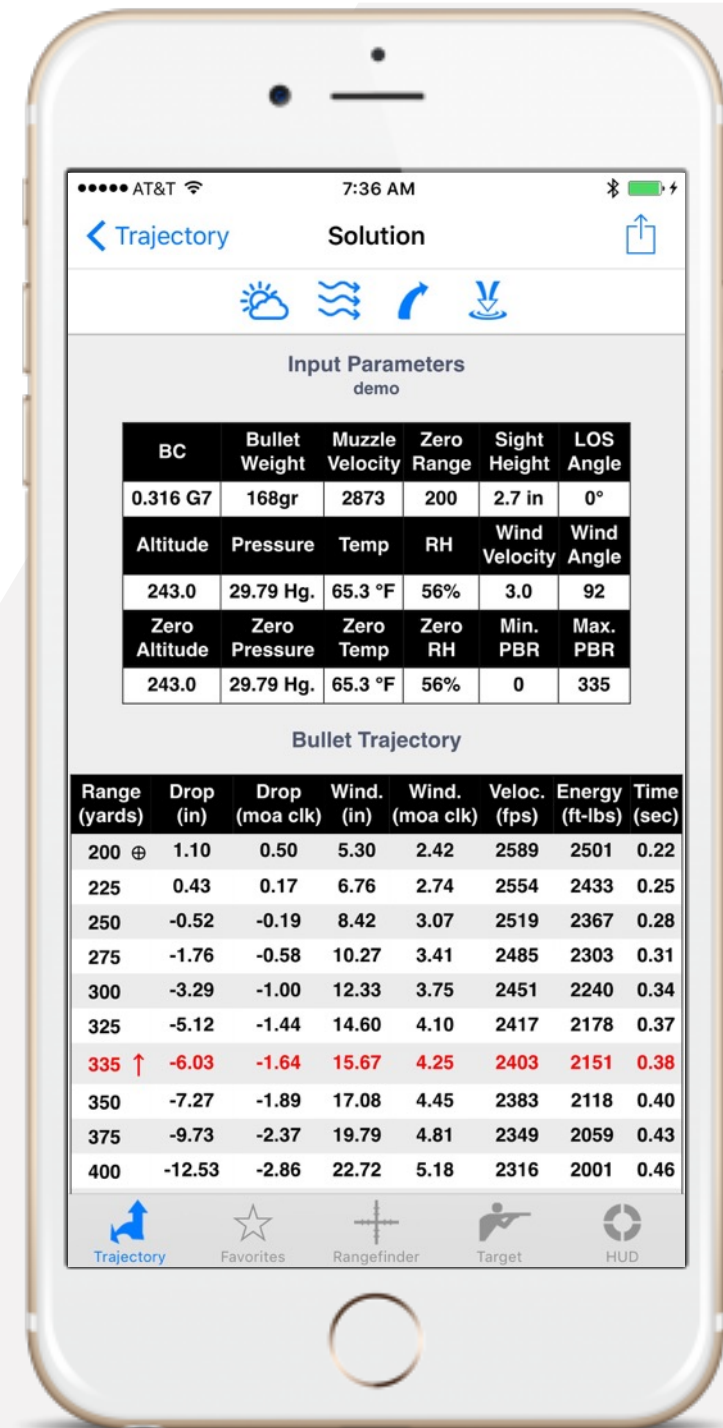 AT&T 7:36 AM
Trajectory Solution
Input Parameters
demo
BC Bullet Weight Muzzle Velocity Zero Range Sight Height LOS Angle
0.316 G7 168gr 2873 200 2.7 in 0°
Altitude Pressure Temp RH Wind Velocity Wind Angle
243.0 29.79 Hg. 65.3 °F 56% 3.0 92
Zero Altitude Zero Pressure Zero Temp Zero RH Min. PBR Max. PBR
243.0 29.79 Hg. 65.3 °F 56% 0 335
Bullet Trajectory
Range (yards) Drop (in) Drop (moa clk) Wind. (in) Wind. (moa clk) Veloc. (fps) Energy (ft-lbs) Time (sec)
200 ⊕ 1.10 0.50 5.30 2.42 2589 2501 0.22
225 0.43 0.17 6.76 2.74 2554 2433 0.25
250 -0.52 -0.19 8.42 3.07 2519 2367 0.28
275 -1.76 -0.58 10.27 3.41 2485 2303 0.31
300 -3.29 -1.00 12.33 3.75 2451 2240 0.34
325 -5.12 -1.44 14.60 4.10 2417 2178 0.37
335 ↑ -6.03 -1.64 15.67 4.25 2403 2151 0.38
350 -7.27 -1.89 17.08 4.45 2383 2118 0.40
375 -9.73 -2.37 19.79 4.81 2349 2059 0.43
400 -12.53 -2.86 22.72 5.18 2316 2001 0.46
Trajectory Favorites Rangefinder Target HUD